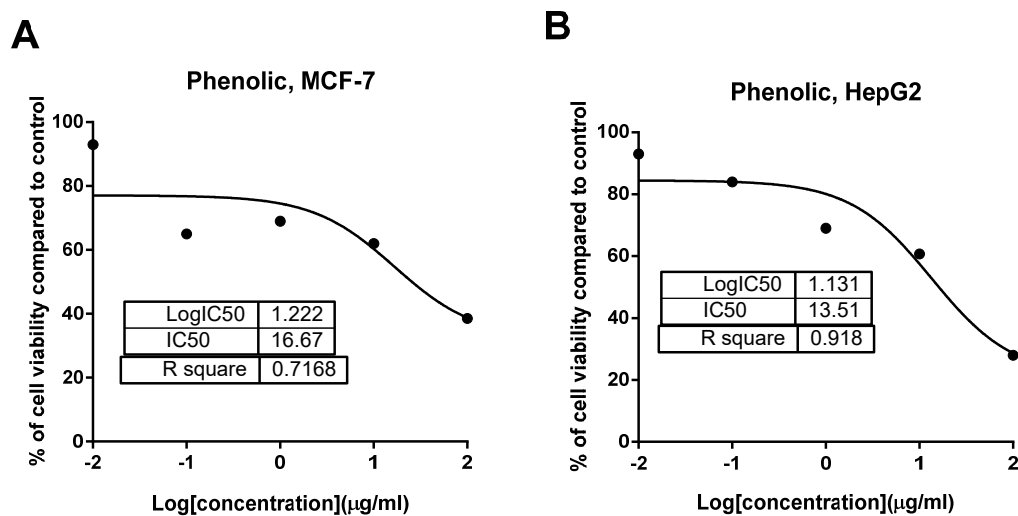 A
Phenolic, MCF-7
% of cell viability compared to control
100
80
60
40
20
0
-2 -1 0 1 2
Log[concentration](μg/ml)
LogIC50 1.222
IC50 16.67
R square 0.7168
B
Phenolic, HepG2
% of cell viability compared to control
100
80
60
40
20
0
-2 -1 0 1 2
Log[concentration](μg/ml)
LogIC50 1.131
IC50 13.51
R square 0.918